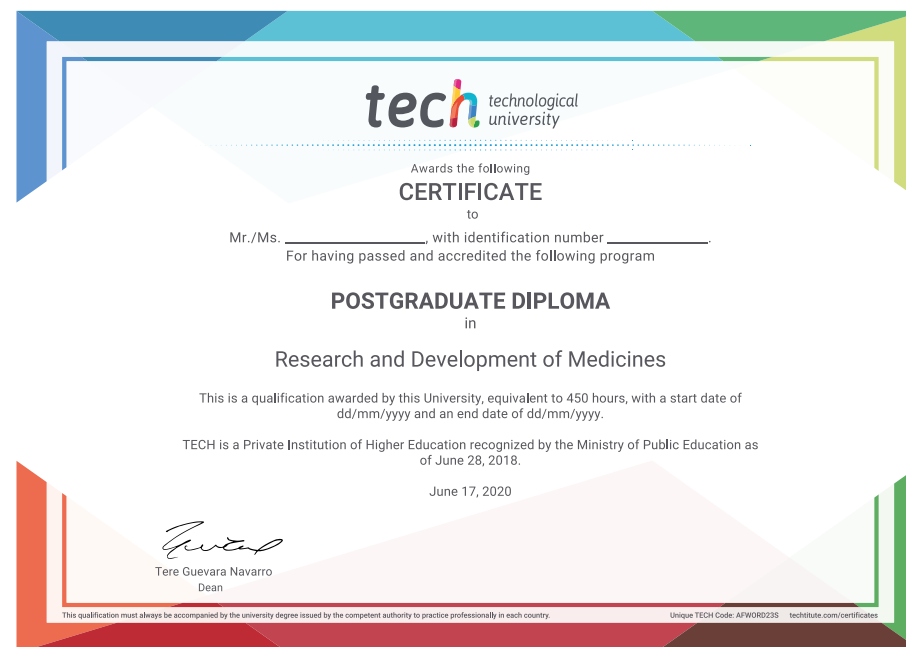 tech technological
university
Awards the following
CERTIFICATE
to
Mr./Ms. ____________________, with identification number ______________.
For having passed and accredited the following program
POSTGRADUATE DIPLOMA
in
Research and Development of Medicines
This is a qualification awarded by this University, equivalent to 450 hours, with a start date of
dd/mm/yyyy and an end date of dd/mm/yyyy.
TECH is a Private Institution of Higher Education recognized by the Ministry of Public Education as
of June 28, 2018.
June 17, 2020
Tere Guevara Navarro
Dean
This qualification must always be accompanied by the university degree issued by the competent authority to practice professionally in each country.
Unique TECH Code: AFWORD23S techtitute.com/certificates